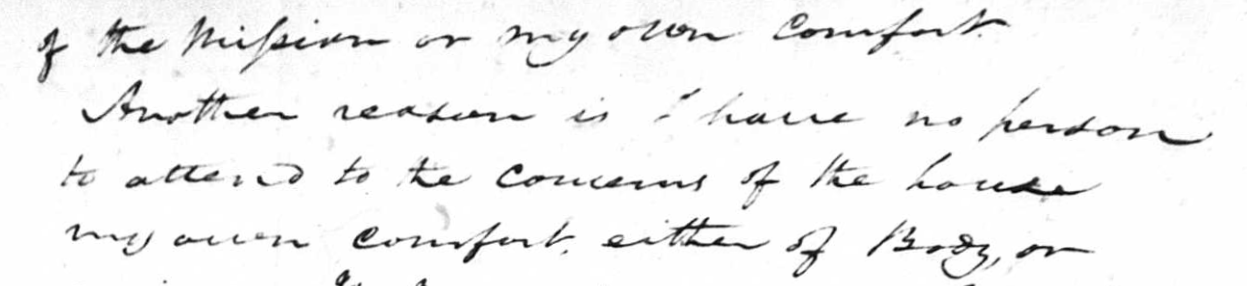 of the Mission or my own Comfort
Another reason is I have no person
to attend to the Concerns of the house
my own Comfort, either of Body, or